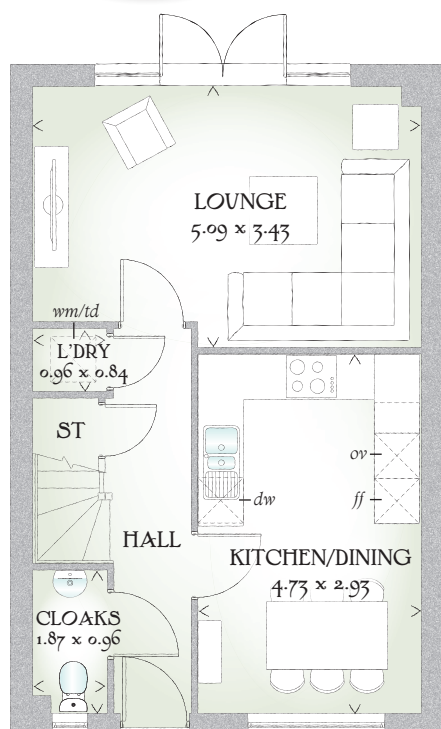 LOUNGE
5.09 x 3.43
wm/td
L'DRY
0.96 x 0.84
ST
ov
dw
ff
HALL
KITCHEN/DINING
4.73 x 2.93
CLOAKS
1.87 x 0.96